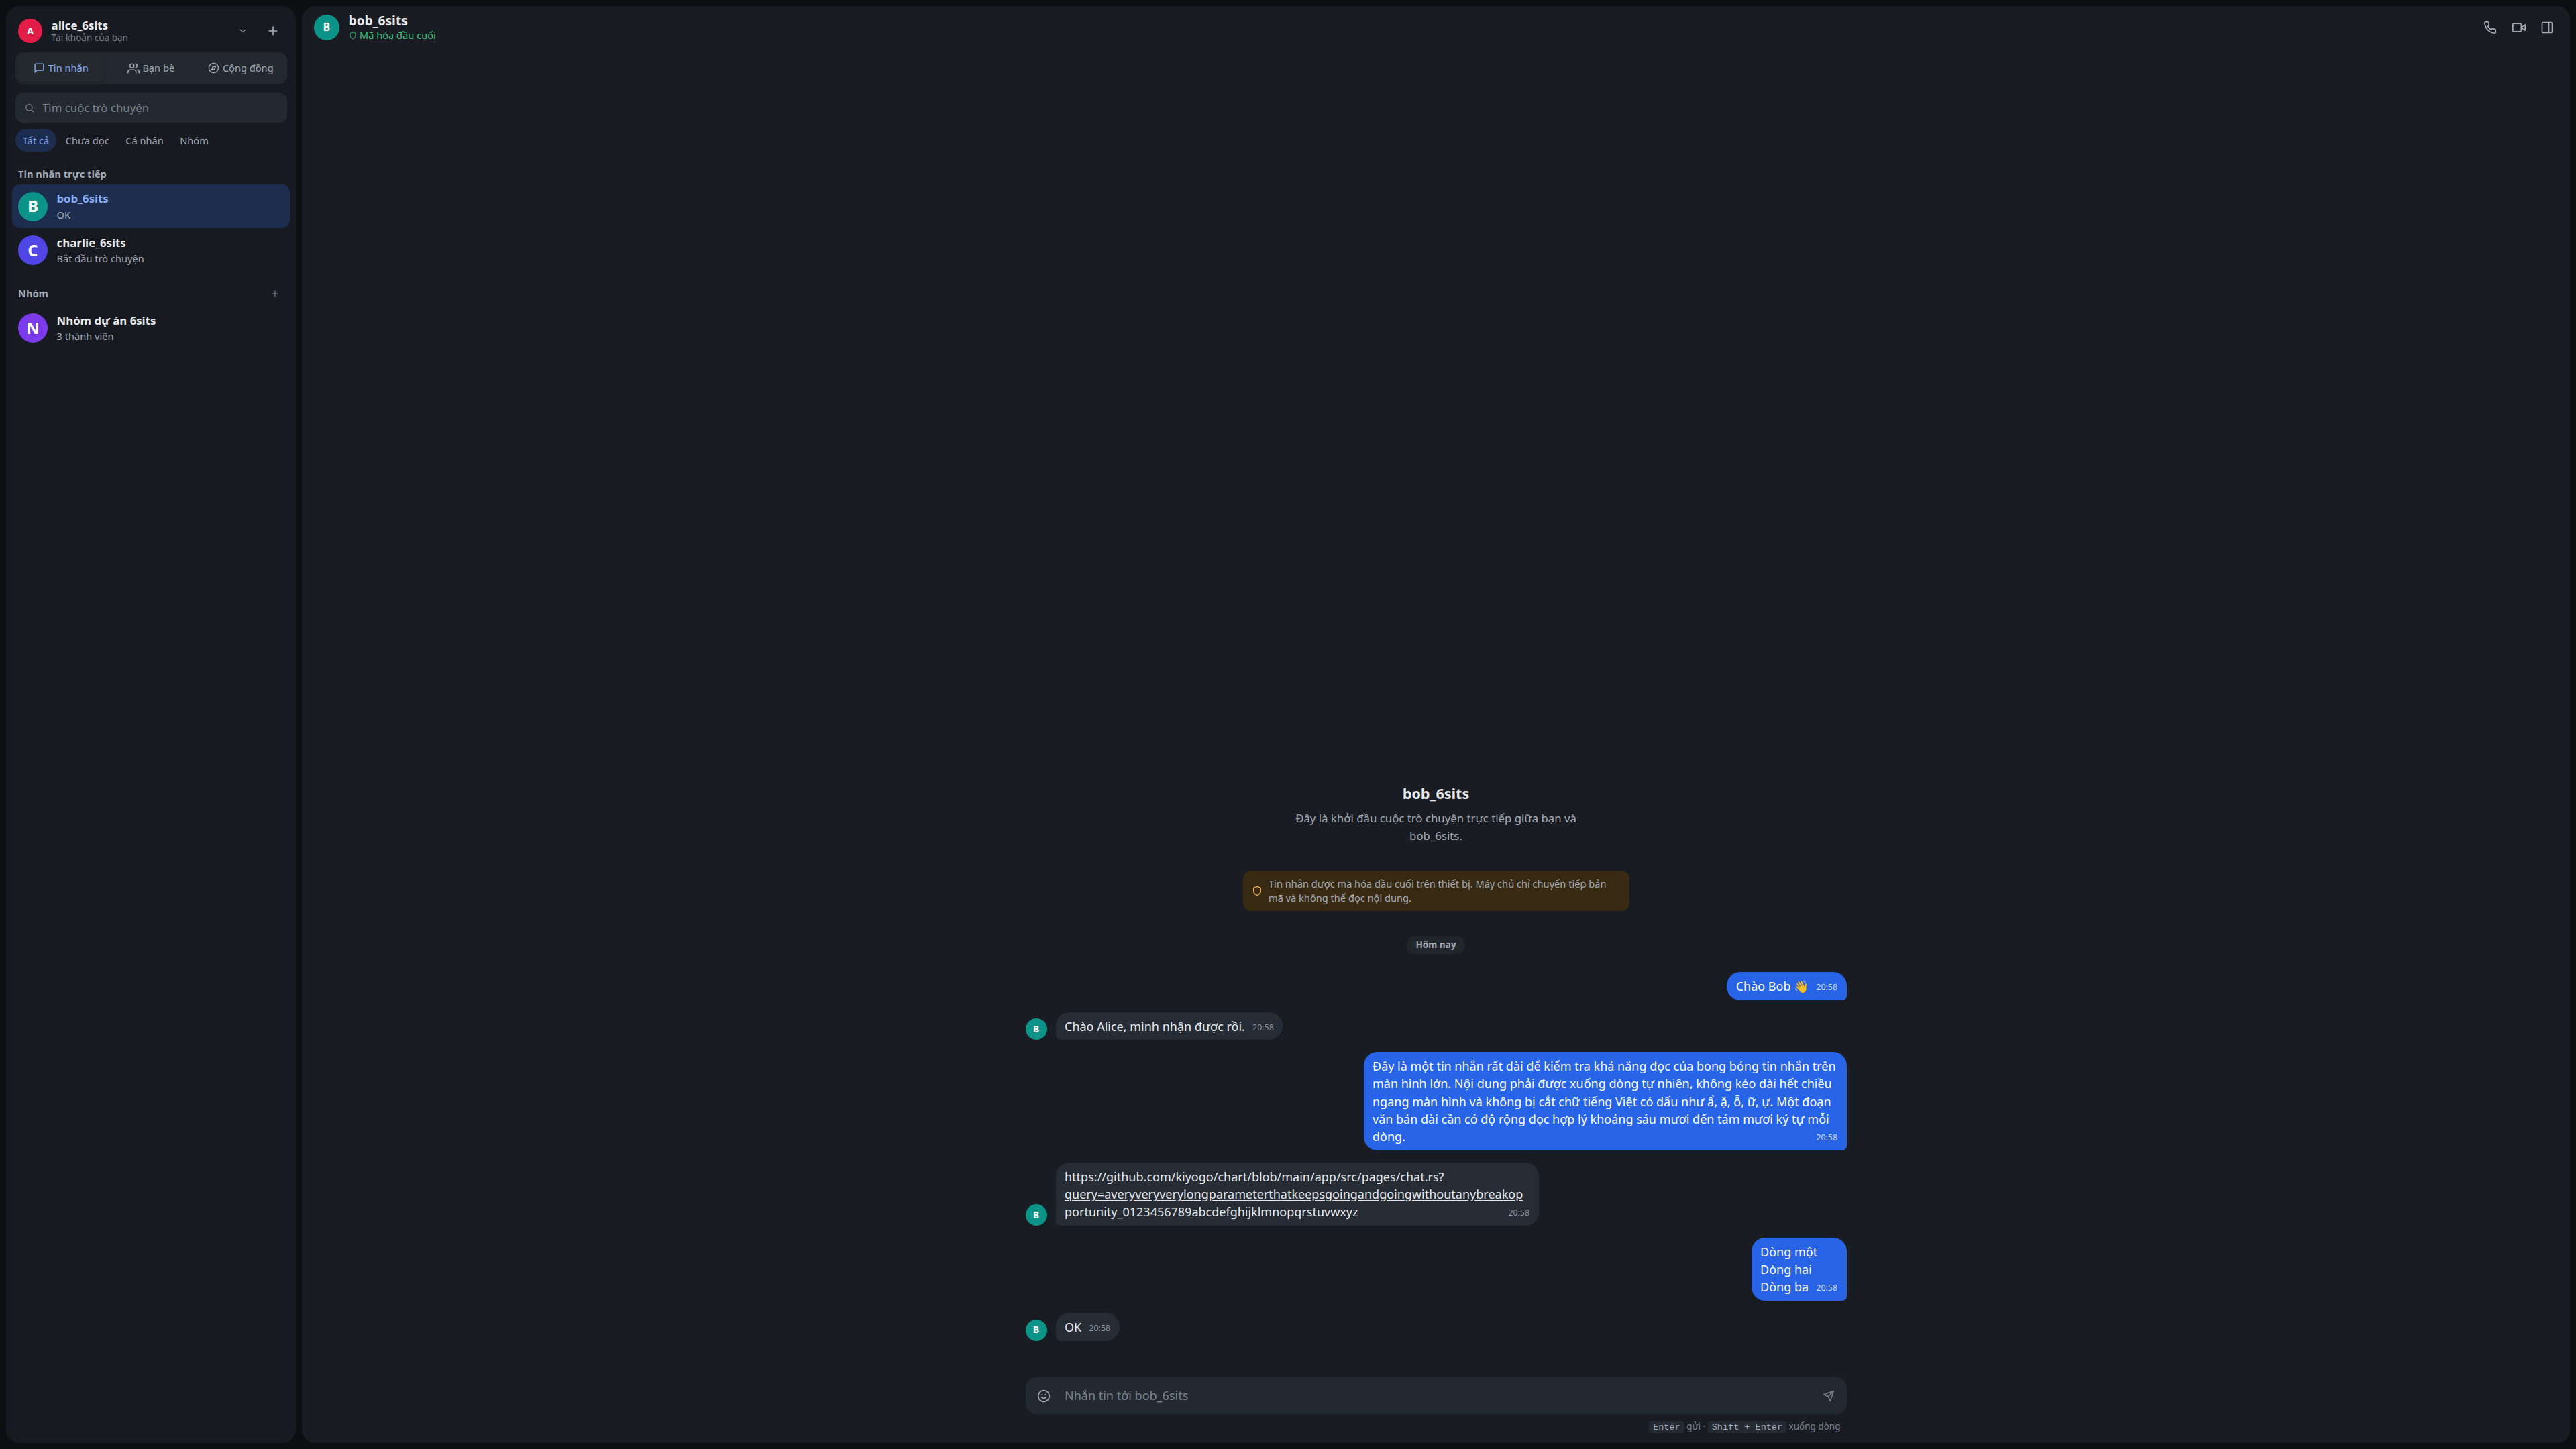 A
alice_6sits
Tài khoản của bạn
Tin nhắn
Bạn bè
Cộng đồng
Tìm cuộc trò chuyện
Tất cả
Chưa đọc
Cá nhân
Nhóm
Tin nhắn trực tiếp
B
bob_6sits
OK
C
charlie_6sits
Bắt đầu trò chuyện
Nhóm
N
Nhóm dự án 6sits
3 thành viên
B
bob_6sits
Mã hóa đầu cuối
bob_6sits
Đây là khởi đầu cuộc trò chuyện trực tiếp giữa bạn và
bob_6sits.
Tin nhắn được mã hóa đầu cuối trên thiết bị. Máy chủ chỉ chuyển tiếp bản
mã và không thể đọc nội dung.
Hôm nay
Chào Bob 👋 20:58
B
Chào Alice, mình nhận được rồi. 20:58
Đây là một tin nhắn rất dài để kiểm tra khả năng đọc của bong bóng tin nhắn trên
màn hình lớn. Nội dung phải được xuống dòng tự nhiên, không kéo dài hết chiều
ngang màn hình và không bị cắt chữ tiếng Việt có dấu như ấ, ặ, ỗ, ữ, ự. Một đoạn
văn bản dài cần có độ rộng đọc hợp lý khoảng sáu mươi đến tám mươi ký tự mỗi
dòng. 20:58
https://github.com/kiyogo/chart/blob/main/app/src/pages/chat.rs?
query=averyveryverylongparameterthatkeepsgoingandgoingwithoutanybreakop
portunity_0123456789abcdefghijklmnopqrstuvwxyz 20:58
B
Dòng một
Dòng hai
Dòng ba 20:58
B
OK 20:58
Nhắn tin tới bob_6sits
Enter gửi · Shift + Enter xuống dòng